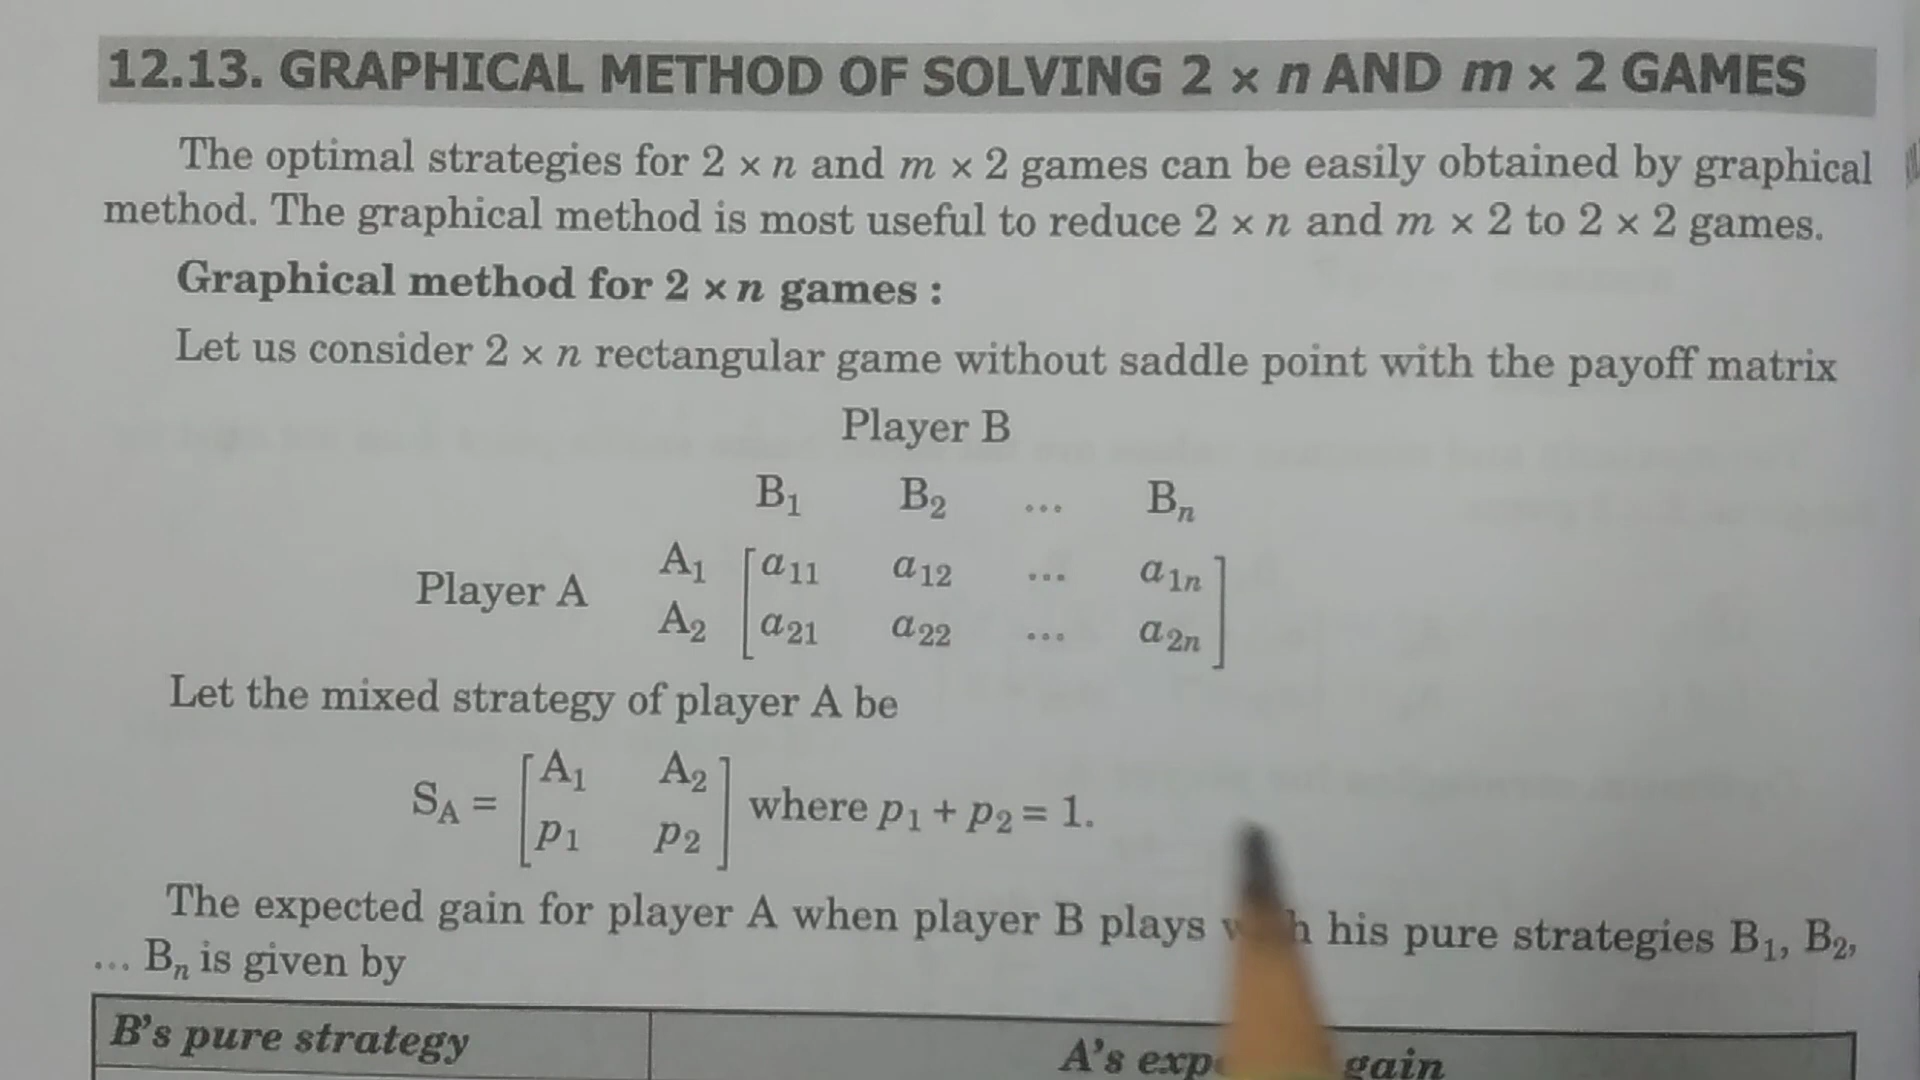 12.13. GRAPHICAL METHOD OF SOLVING 2 × n AND m × 2 GAMES
The optimal strategies for 2 × n and m × 2 games can be easily obtained by graphical
method. The graphical method is most useful to reduce 2 × n and m × 2 to 2 × 2 games.
Graphical method for 2 × n games :
Let us consider 2 × n rectangular game without saddle point with the payoff matrix
Player B
B₁ B₂ ... Bₙ
A₁ a₁₁ a₁₂ ... a₁ₙ
Player A
A₂ a₂₁ a₂₂ ... a₂ₙ
Let the mixed strategy of player A be
S_A = [A₁ A₂
p₁ p₂] where p₁ + p₂ = 1.
The expected gain for player A when player B plays his pure strategies B₁, B₂,
... Bₙ is given by
B's pure strategy A's gain